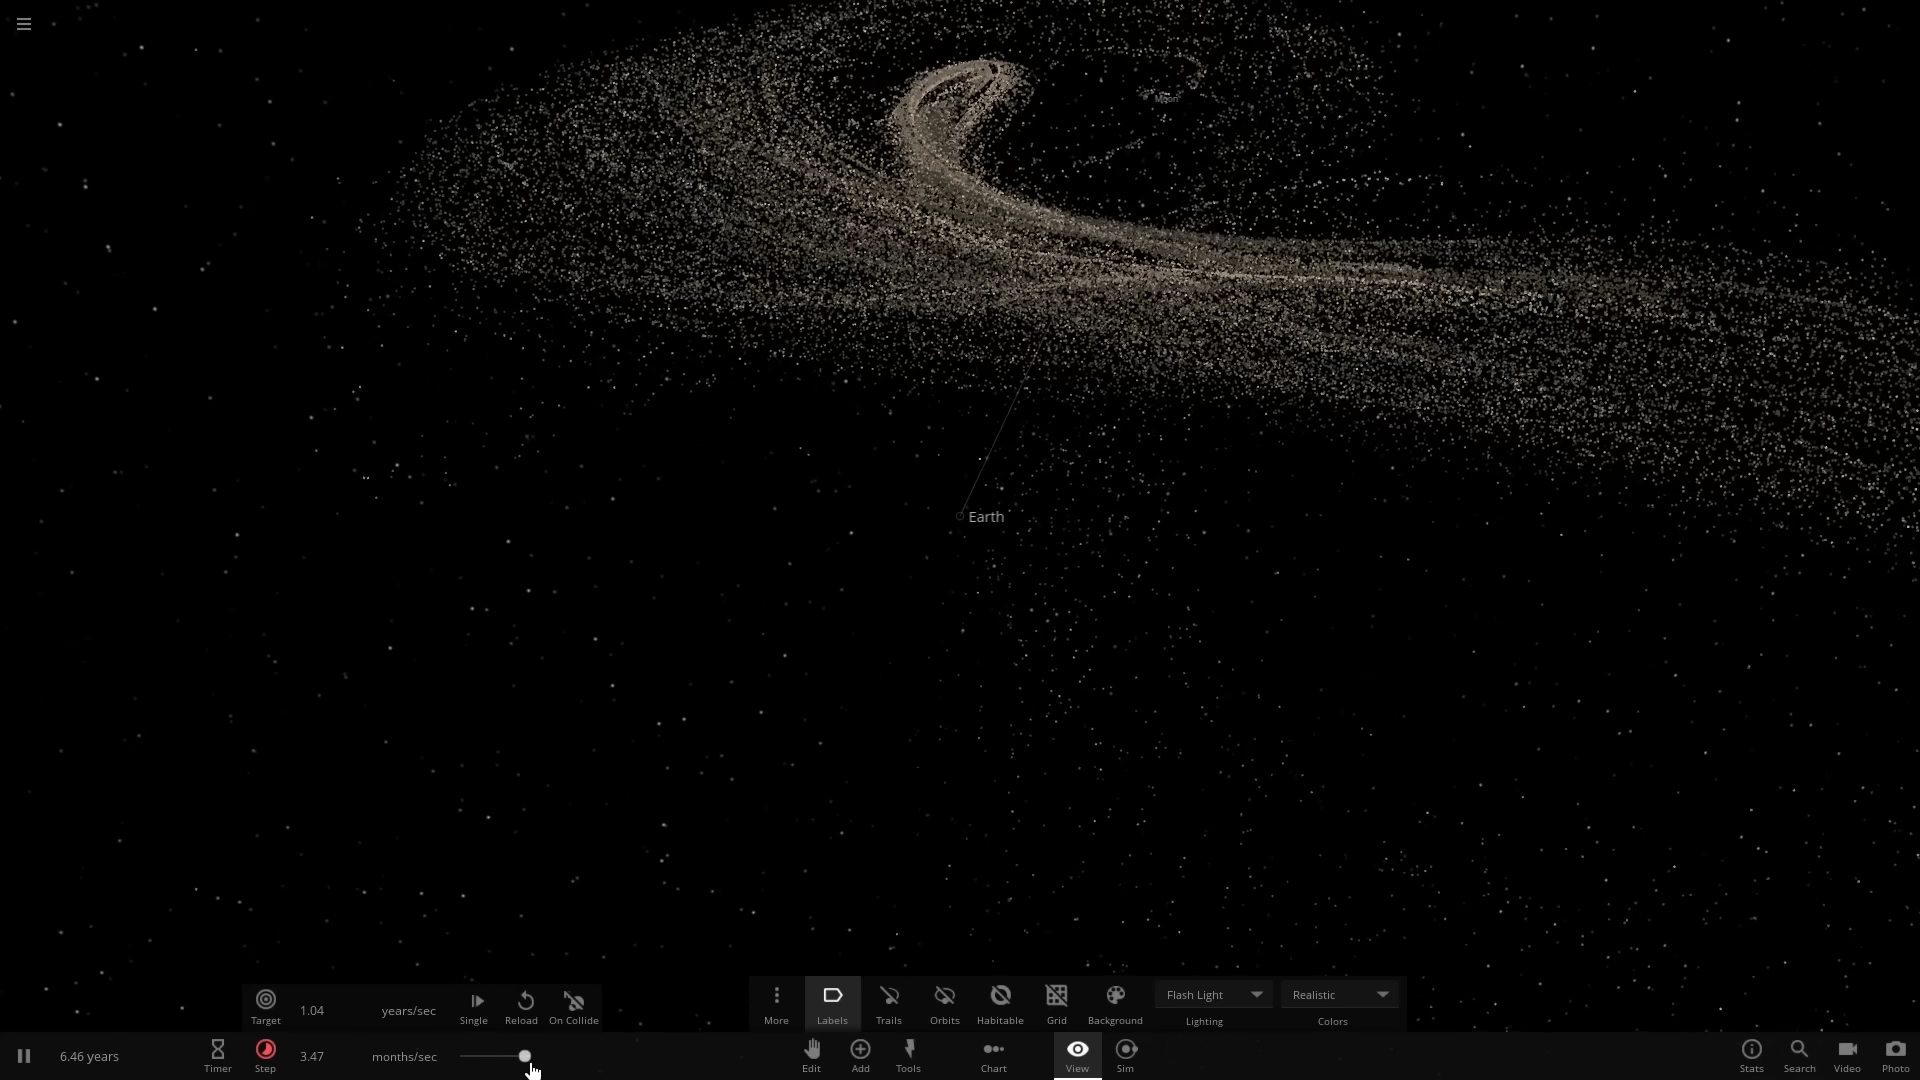 Moon
Earth
Target
1.04
years/sec
Single
Reload
On Collide
More
Labels
Trails
Orbits
Habitable
Grid
Background
Flash Light
Lighting
Realistic
Colors
6.46 years
Timer
Step
3.47
months/sec
Edit
Add
Tools
Chart
View
Sim
Stats
Search
Video
Photo